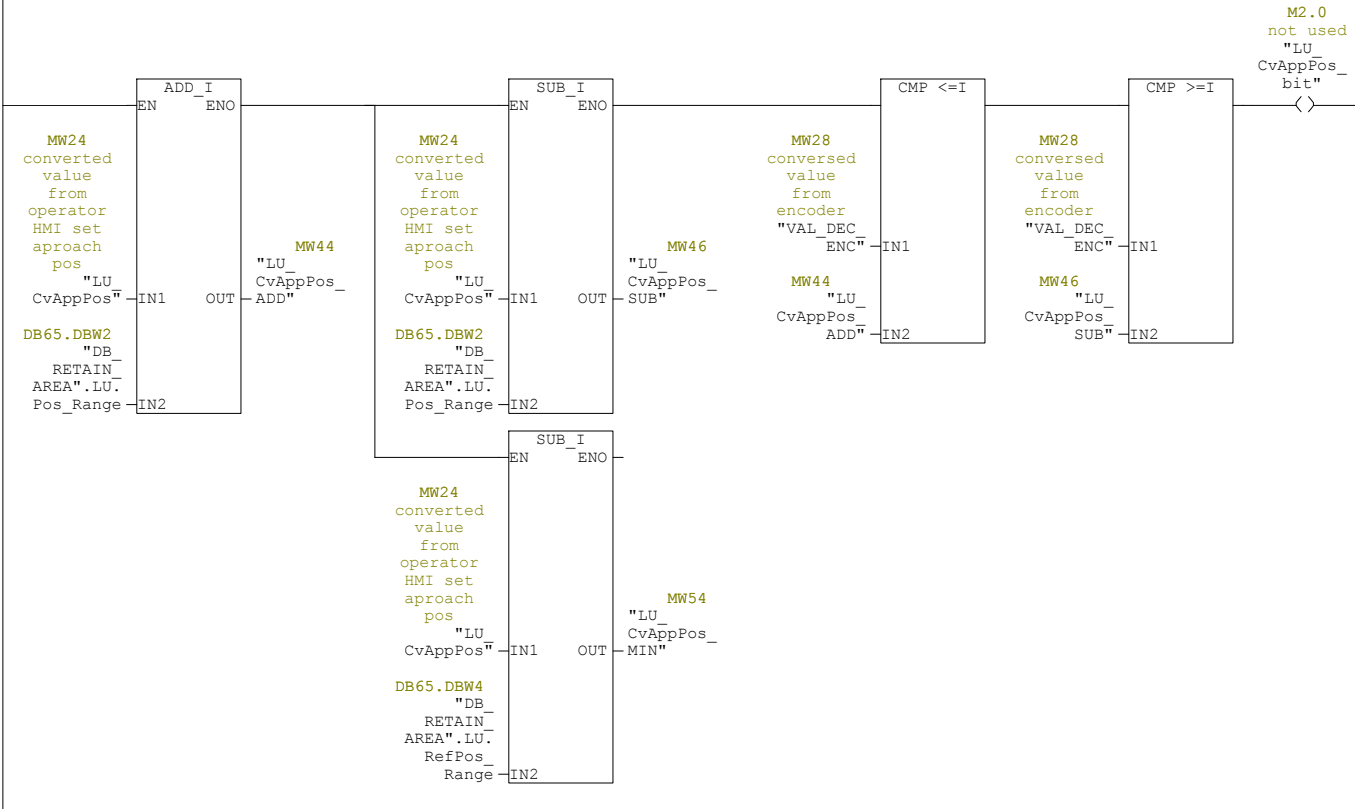 M2.0
not used
"LU_
CvAppPos_
bit"
ADD_I
EN ENO
MW24
converted
value
from
operator
HMI set
aproach
pos
"LU_
CvAppPos"
IN1 OUT
MW44
"LU_
CvAppPos_
ADD"
DB65.DBW2
"DB_
RETAIN_
AREA".LU.
Pos_Range
IN2
SUB_I
EN ENO
MW24
converted
value
from
operator
HMI set
aproach
pos
"LU_
CvAppPos"
IN1 OUT
MW46
"LU_
CvAppPos_
SUB"
DB65.DBW2
"DB_
RETAIN_
AREA".LU.
Pos_Range
IN2
CMP <=I
MW28
conversed
value
from
encoder
"VAL_DEC_
ENC"
IN1
MW44
"LU_
CvAppPos_
ADD"
IN2
CMP >=I
MW28
conversed
value
from
encoder
"VAL_DEC_
ENC"
IN1
MW46
"LU_
CvAppPos_
SUB"
IN2
SUB_I
EN ENO
MW24
converted
value
from
operator
HMI set
aproach
pos
"LU_
CvAppPos"
IN1 OUT
MW54
"LU_
CvAppPos_
MIN"
DB65.DBW4
"DB_
RETAIN_
AREA".LU.
RefPos_
Range
IN2